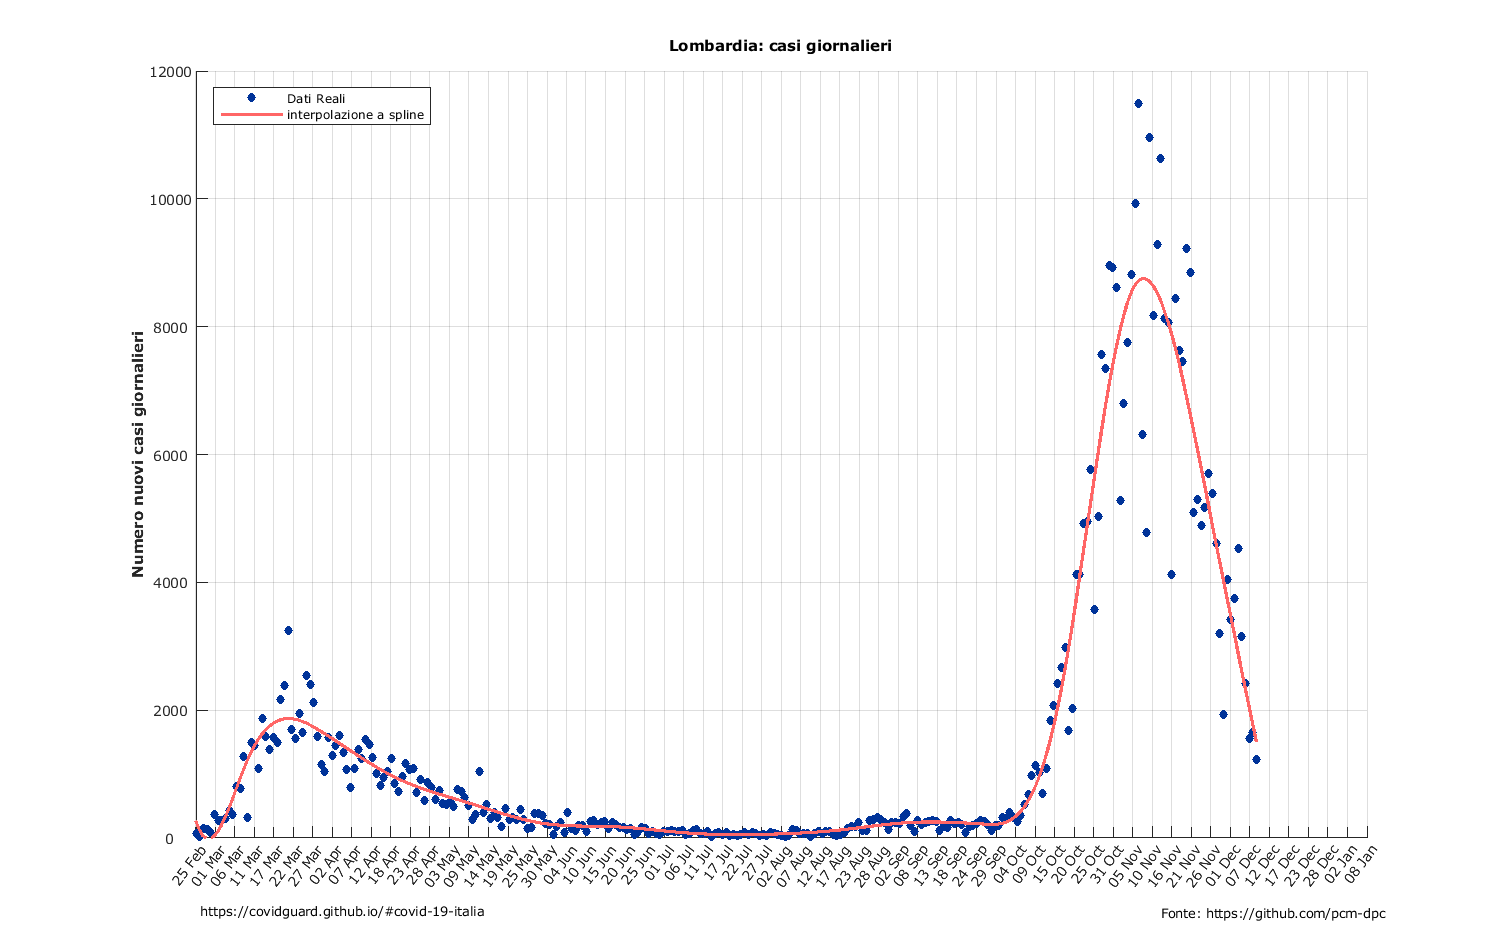 Lombardia: casi giornalieri
Dati Reali
interpolazione a spline
Numero nuovi casi giornalieri
12000
10000
8000
6000
4000
2000
0
25 Feb
01 Mar
06 Mar
11 Mar
17 Mar
22 Mar
27 Mar
02 Apr
07 Apr
12 Apr
18 Apr
23 Apr
28 Apr
03 May
09 May
14 May
19 May
25 May
30 May
04 Jun
10 Jun
15 Jun
20 Jun
25 Jun
01 Jul
06 Jul
11 Jul
17 Jul
22 Jul
27 Jul
02 Aug
07 Aug
12 Aug
17 Aug
23 Aug
28 Aug
02 Sep
08 Sep
13 Sep
18 Sep
24 Sep
29 Sep
04 Oct
09 Oct
15 Oct
20 Oct
25 Oct
31 Oct
05 Nov
10 Nov
16 Nov
21 Nov
26 Nov
01 Dec
07 Dec
12 Dec
17 Dec
23 Dec
28 Dec
02 Jan
08 Jan
https://covidguard.github.io/#covid-19-italia
Fonte: https://github.com/pcm-dpc